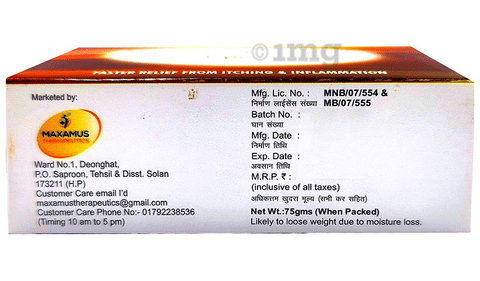 ©1mg
FASTER RELIEF FROM ITCHING & INFLAMMATION
Marketed by:
MAXAMUS
THERAPEUTICS
Ward No.1, Deonghat,
P.O. Saproon, Tehsil & Disst. Solan
173211 (H.P)
Customer Care email I'd
maxamustherapeutics@gmail.com
Customer Care Phone No:- 01792238536
(Timing 10 am to 5 pm)
Mfg. Lic. No. : MNB/07/554 &
निर्माण लाईसेंस संख्या MB/07/555
Batch No. :
घान संख्या
Mfg. Date :
निर्माण तिथि
Exp. Date :
अवसान तिथि
M.R.P. ₹ :
(inclusive of all taxes)
अधिकतम खुदरा मूल्य (सभी कर सहित)
Net Wt.:75gms (When Packed)
Likely to loose weight due to moisture loss.